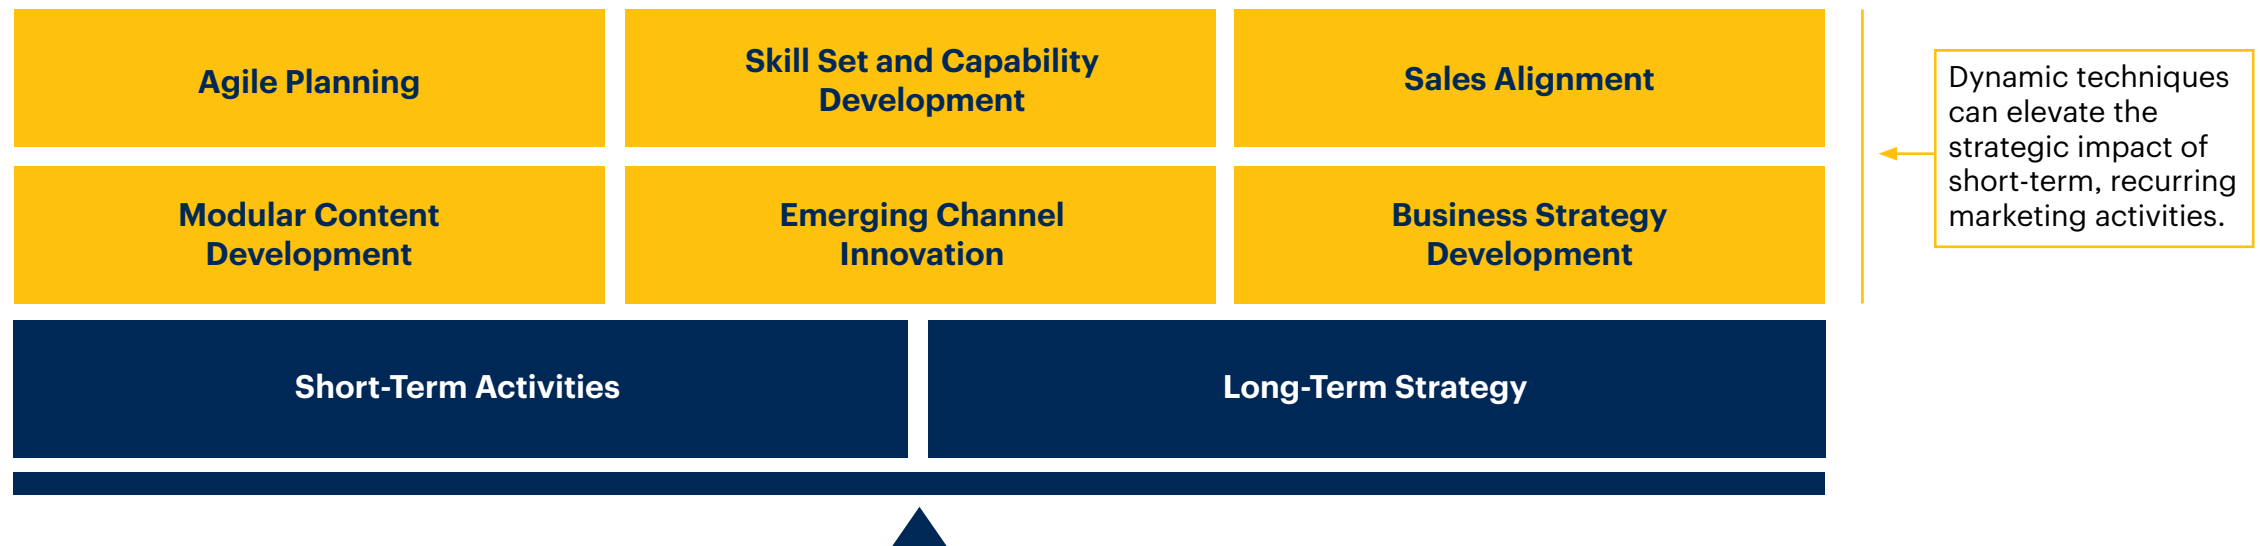 Agile Planning
Skill Set and Capability
Development
Sales Alignment
Modular Content
Development
Emerging Channel
Innovation
Business Strategy
Development
Short-Term Activities
Long-Term Strategy
Dynamic techniques
can elevate the
strategic impact of
short-term, recurring
marketing activities.